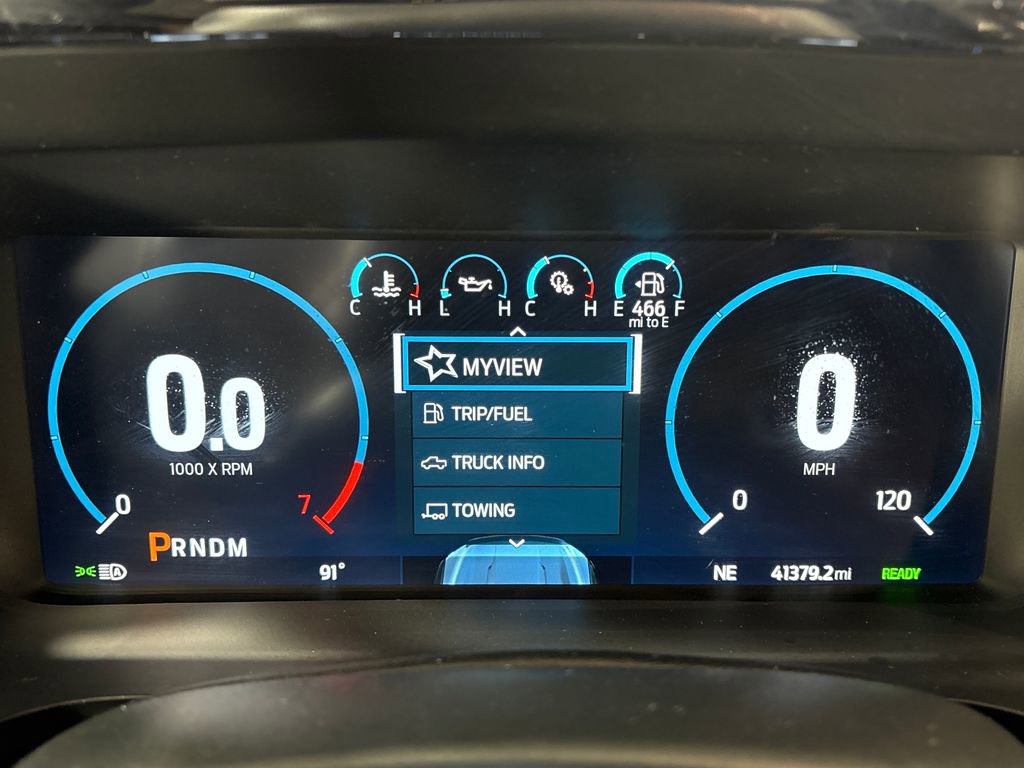 C H L H C H E 466 F
mi to E
MYVIEW
TRIP/FUEL
TRUCK INFO
TOWING
0.0
1000 X RPM
0 7
PRNDM
A
91°
0
MPH
0 120
NE 41379.2mi READY